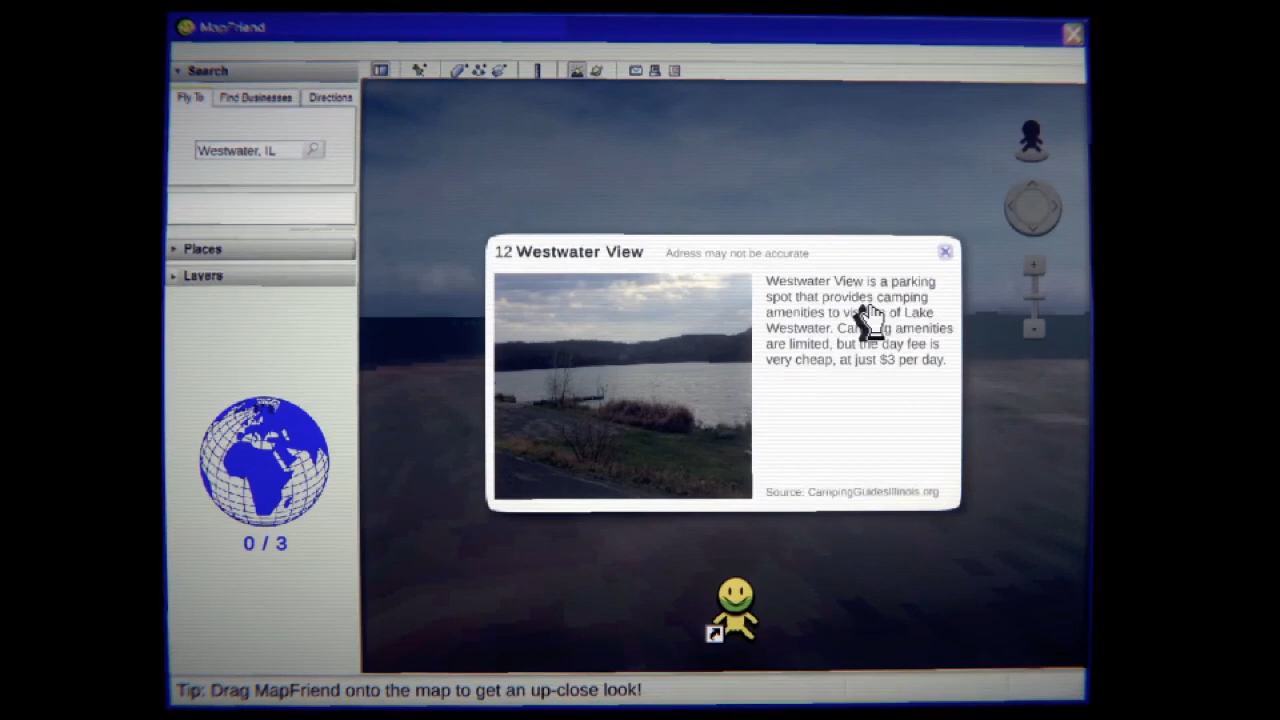 MapFriend
Search
Fly To Find Businesses Directions
Westwater, IL
Places
Layers
0 / 3
12 Westwater View Adress may not be accurate
Westwater View is a parking
spot that provides camping
amenities to of Lake
Westwater. amenities
are limited, but the day fee is
very cheap, at just $3 per day.
Source: CampingGuidesIllinois.org
Tip: Drag MapFriend onto the map to get an up-close look!